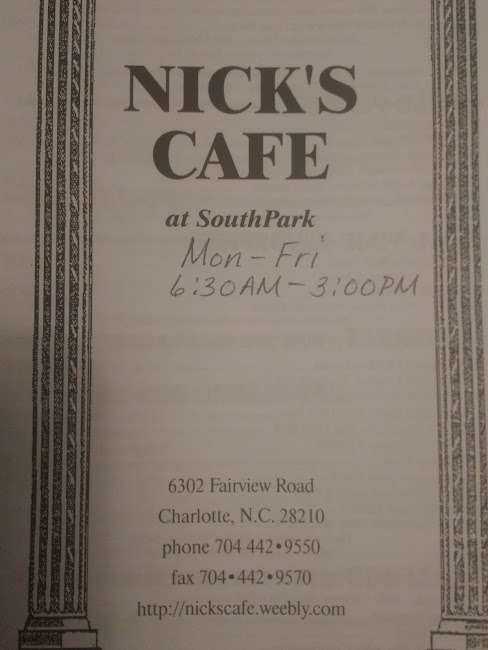 NICK'S
CAFE
at SouthPark
Mon-Fri
6:30AM-3:00PM
6302 Fairview Road
Charlotte, N.C. 28210
phone 704 442•9550
fax 704•442•9570
http://nickscafe.weebly.com